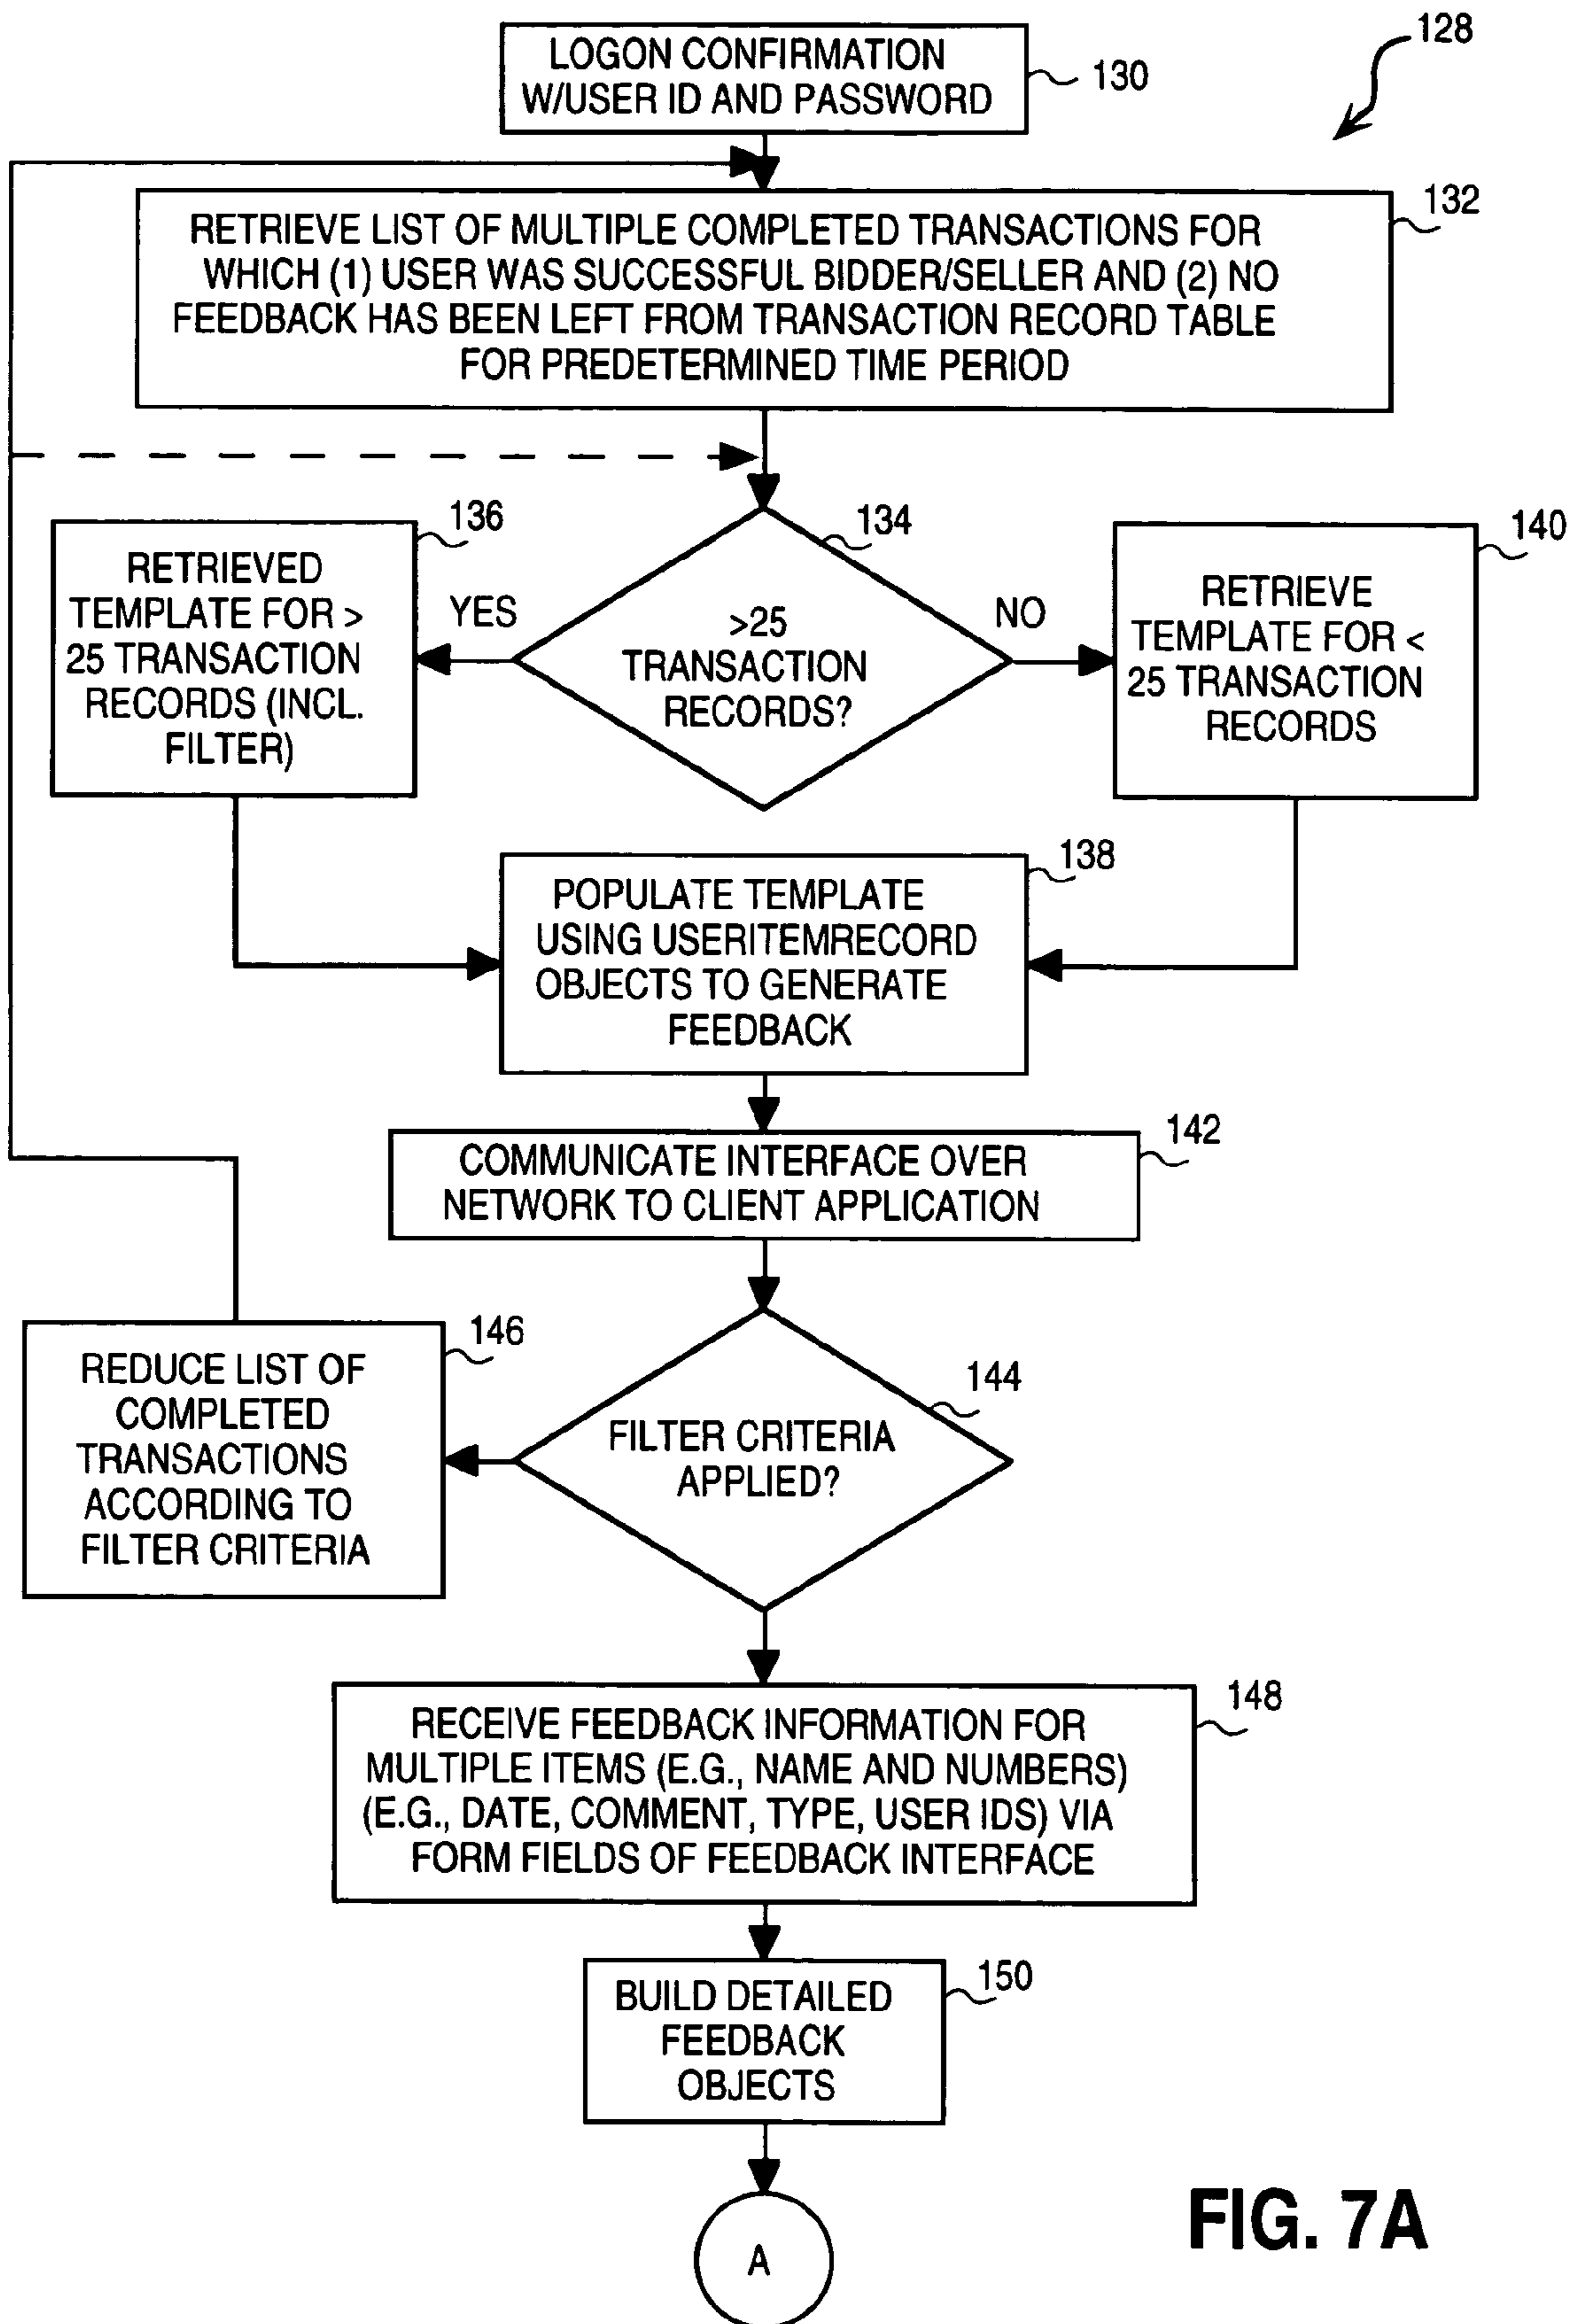 128
LOGON CONFIRMATION
W/USER ID AND PASSWORD
130
132
RETRIEVE LIST OF MULTIPLE COMPLETED TRANSACTIONS FOR
WHICH (1) USER WAS SUCCESSFUL BIDDER/SELLER AND (2) NO
FEEDBACK HAS BEEN LEFT FROM TRANSACTION RECORD TABLE
FOR PREDETERMINED TIME PERIOD
136
RETRIEVED
TEMPLATE FOR >
25 TRANSACTION
RECORDS (INCL.
FILTER)
YES
134
>25
TRANSACTION
RECORDS?
NO
140
RETRIEVE
TEMPLATE FOR <
25 TRANSACTION
RECORDS
138
POPULATE TEMPLATE
USING USERITEMRECORD
OBJECTS TO GENERATE
FEEDBACK
142
COMMUNICATE INTERFACE OVER
NETWORK TO CLIENT APPLICATION
146
REDUCE LIST OF
COMPLETED
TRANSACTIONS
ACCORDING TO
FILTER CRITERIA
144
FILTER CRITERIA
APPLIED?
148
RECEIVE FEEDBACK INFORMATION FOR
MULTIPLE ITEMS (E.G., NAME AND NUMBERS)
(E.G., DATE, COMMENT, TYPE, USER IDS) VIA
FORM FIELDS OF FEEDBACK INTERFACE
150
BUILD DETAILED
FEEDBACK
OBJECTS
A
FIG. 7A